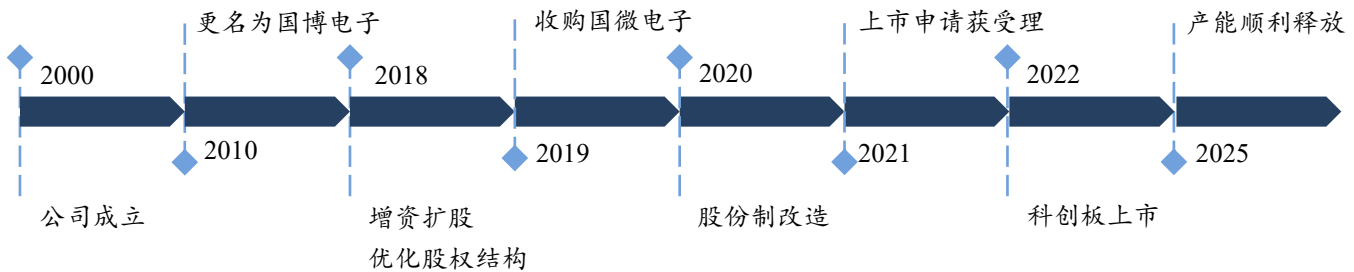 更名为国博电子
收购国微电子
上市申请获受理
产能顺利释放
2000
2018
2020
2022
2010
2019
2021
2025
公司成立
增资扩股
优化股权结构
股份制改造
科创板上市